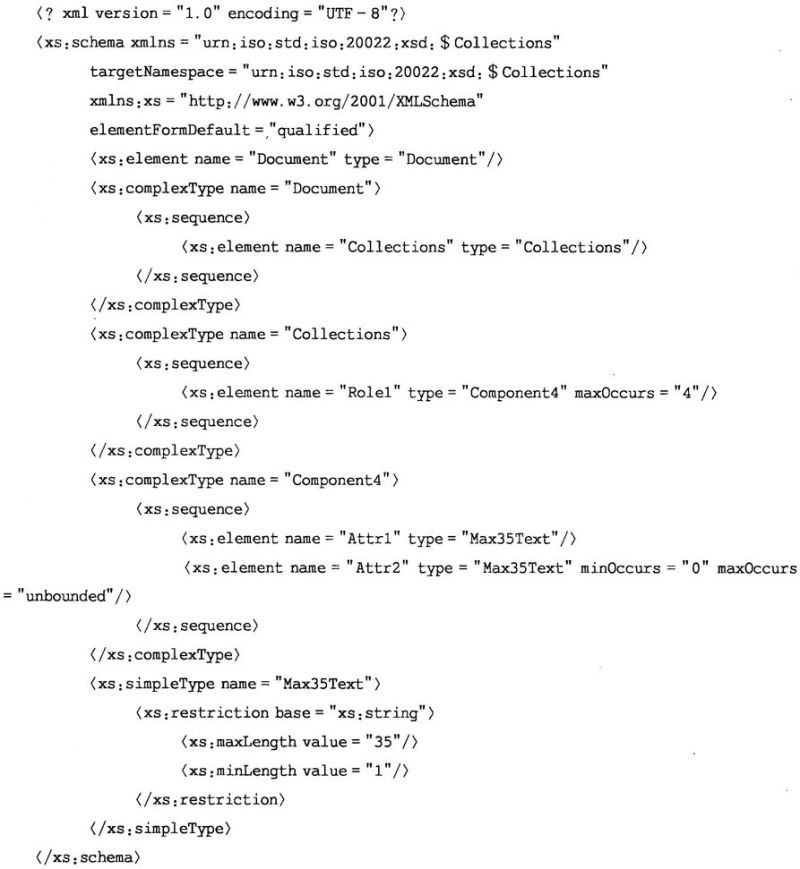 〈? xml version = "1.0" encoding = "UTF - 8"?〉
〈xs:schema xmlns = "urn:iso:std:iso:20022:xsd: $ Collections"
targetNamespace = "urn:iso:std:iso:20022:xsd: $ Collections"
xmlns:xs = "http://www.w3.org/2001/XMLSchema"
elementFormDefault = "qualified"〉
〈xs:element name = "Document" type = "Document"/〉
〈xs:complexType name = "Document"〉
〈xs:sequence〉
〈xs:element name = "Collections" type = "Collections"/〉
〈/xs:sequence〉
〈/xs:complexType〉
〈xs:complexType name = "Collections"〉
〈xs:sequence〉
〈xs:element name = "Role1" type = "Component4" maxOccurs = "4"/〉
〈/xs:sequence〉
〈/xs:complexType〉
〈xs:complexType name = "Component4"〉
〈xs:sequence〉
〈xs:element name = "Attr1" type = "Max35Text"/〉
〈xs:element name = "Attr2" type = "Max35Text" minOccurs = "0" maxOccurs
= "unbounded"/〉
〈/xs:sequence〉
〈/xs:complexType〉
〈xs:simpleType name = "Max35Text"〉
〈xs:restriction base = "xs:string"〉
〈xs:maxLength value = "35"/〉
〈xs:minLength value = "1"/〉
〈/xs:restriction〉
〈/xs:simpleType〉
〈/xs:schema〉